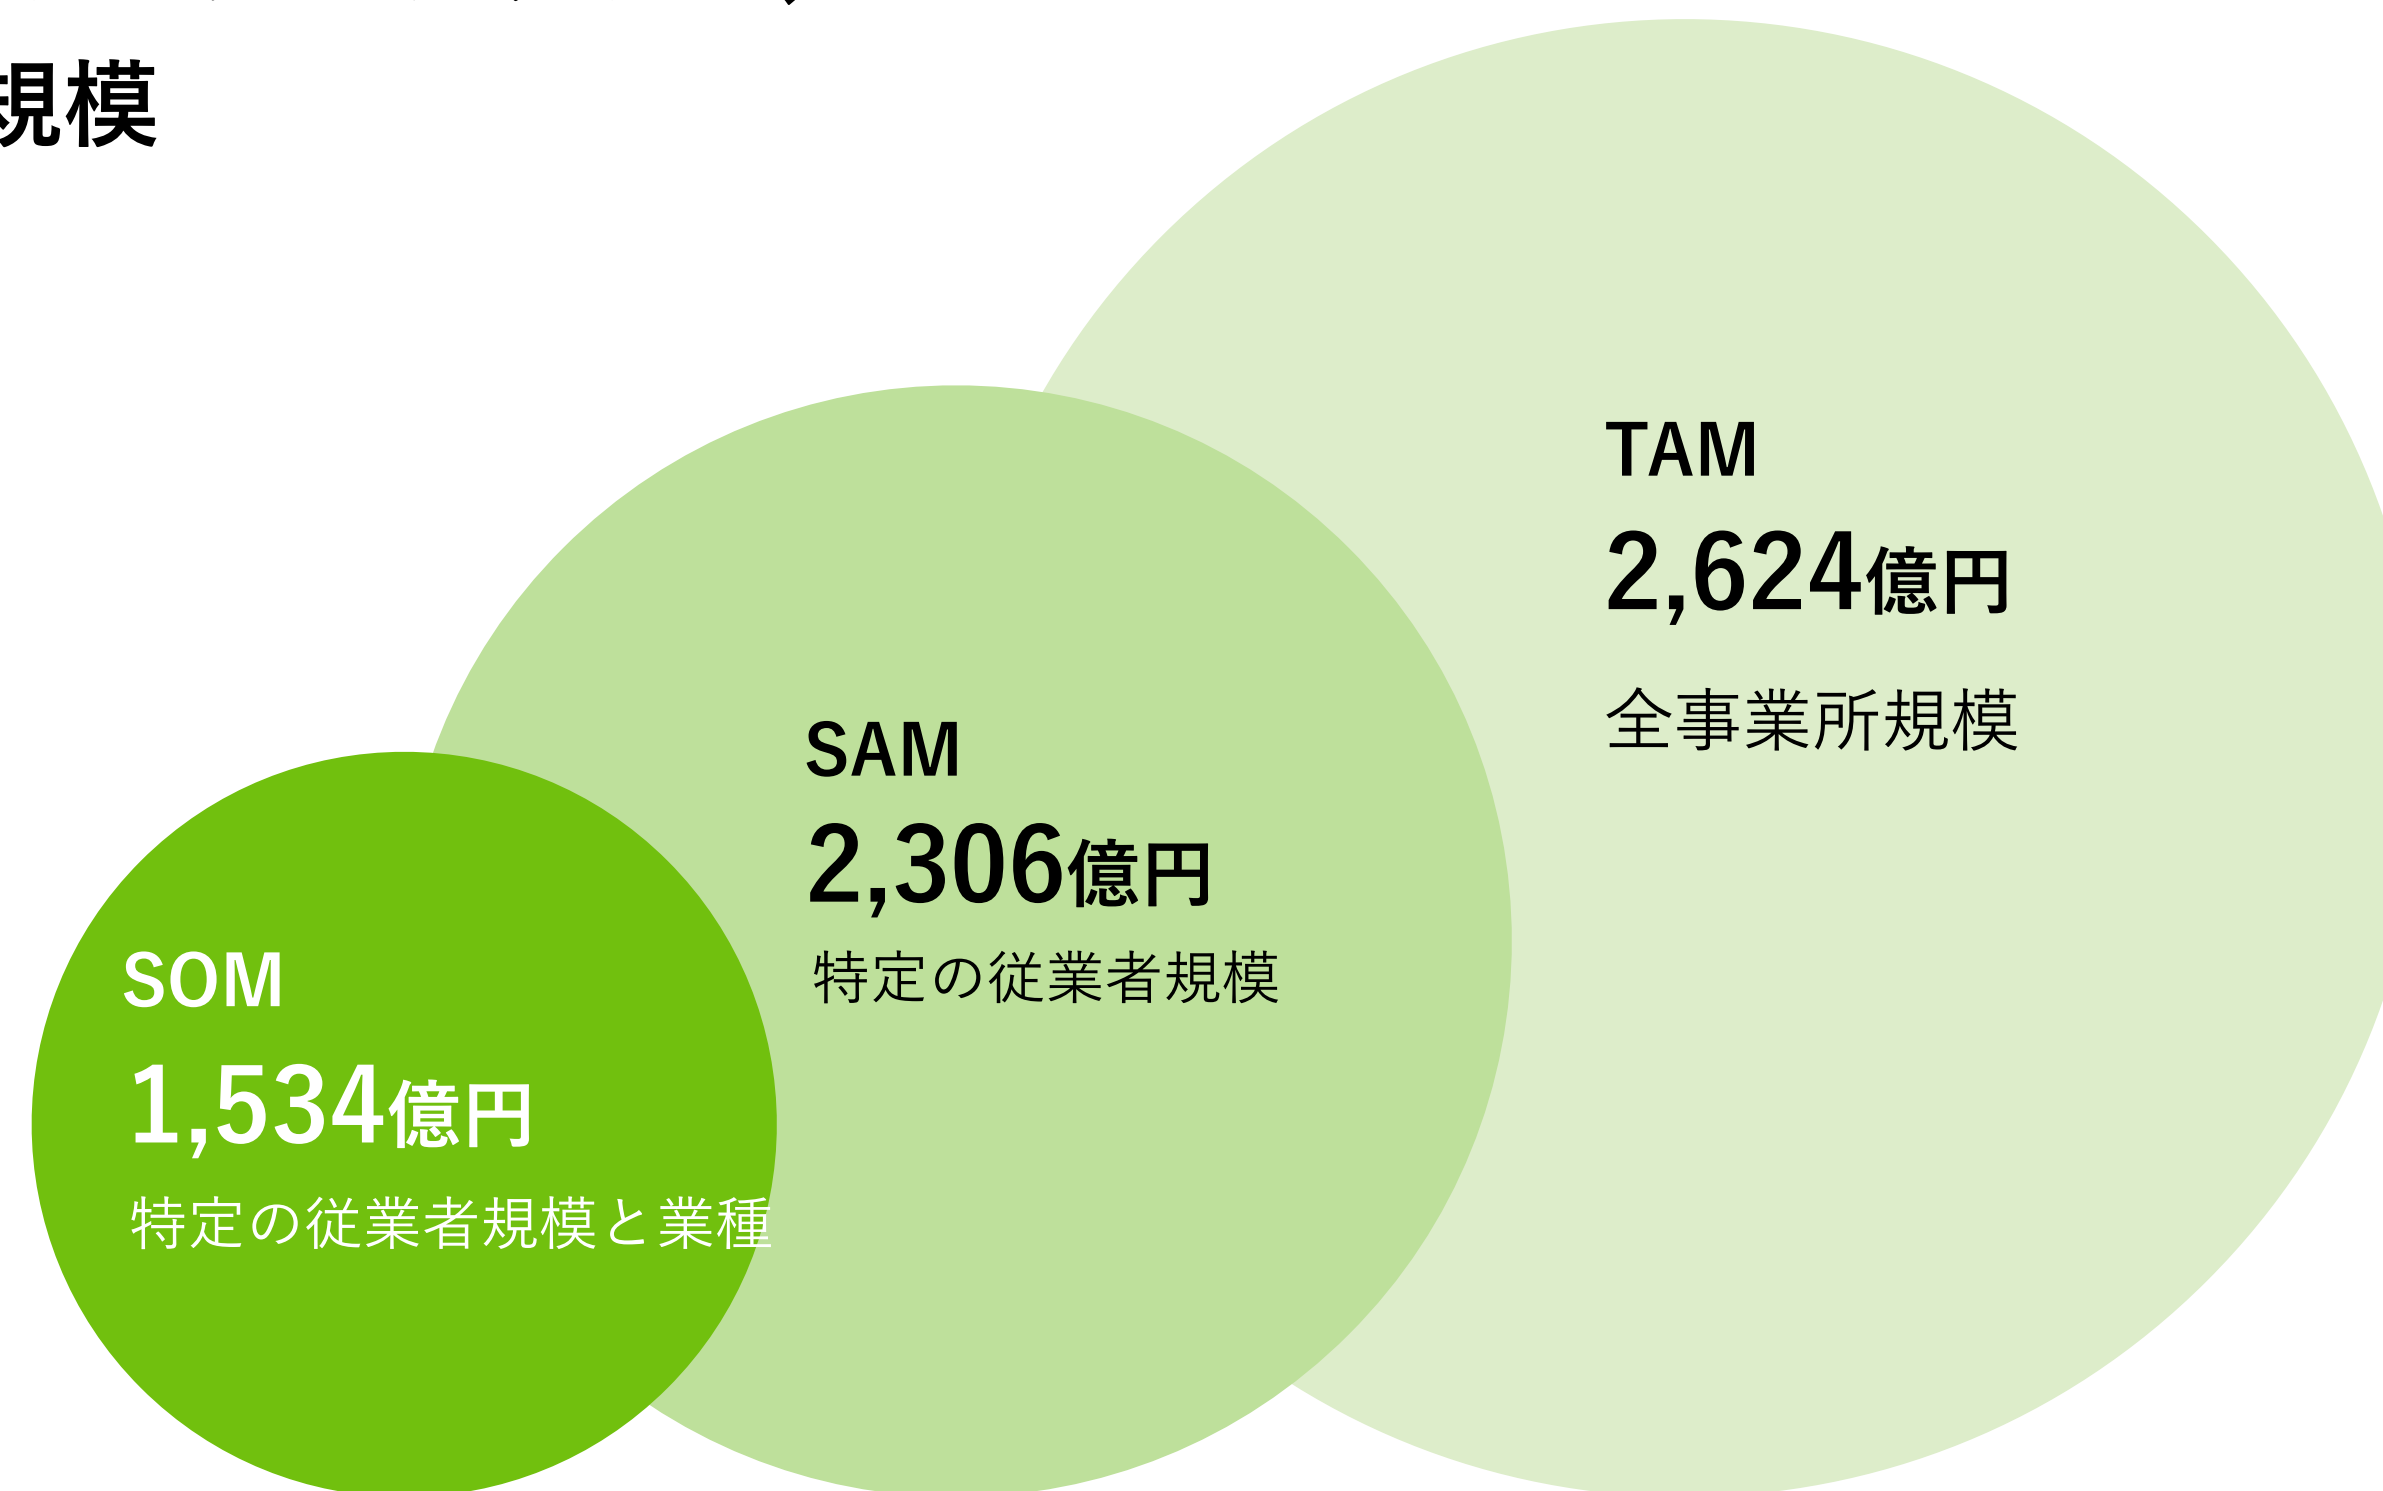 規模
TAM
2,624億円
全事業所規模
SAM
2,306億円
特定の従業者規模
SOM
1,534億円
特定の従業者規模と業種